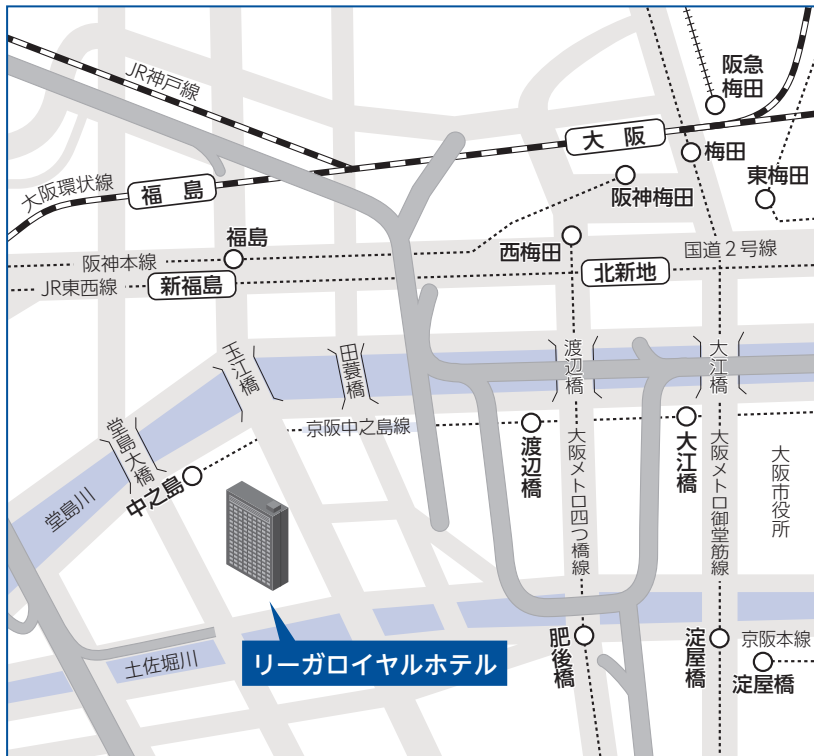 JR神戸線
阪急
梅田
大阪
梅田
大阪環状線
福島
阪神梅田
東梅田
福島
西梅田
国道２号線
阪神本線
JR東西線
新福島
北新地
玉江橋
田蓑橋
渡辺橋
大江橋
堂島大橋
京阪中之島線
渡辺橋
大江橋
大阪メトロ四つ橋線
大阪メトロ御堂筋線
大阪市役所
中之島
堂島川
リーガロイヤルホテル
土佐堀川
肥後橋
淀屋橋
京阪本線
淀屋橋